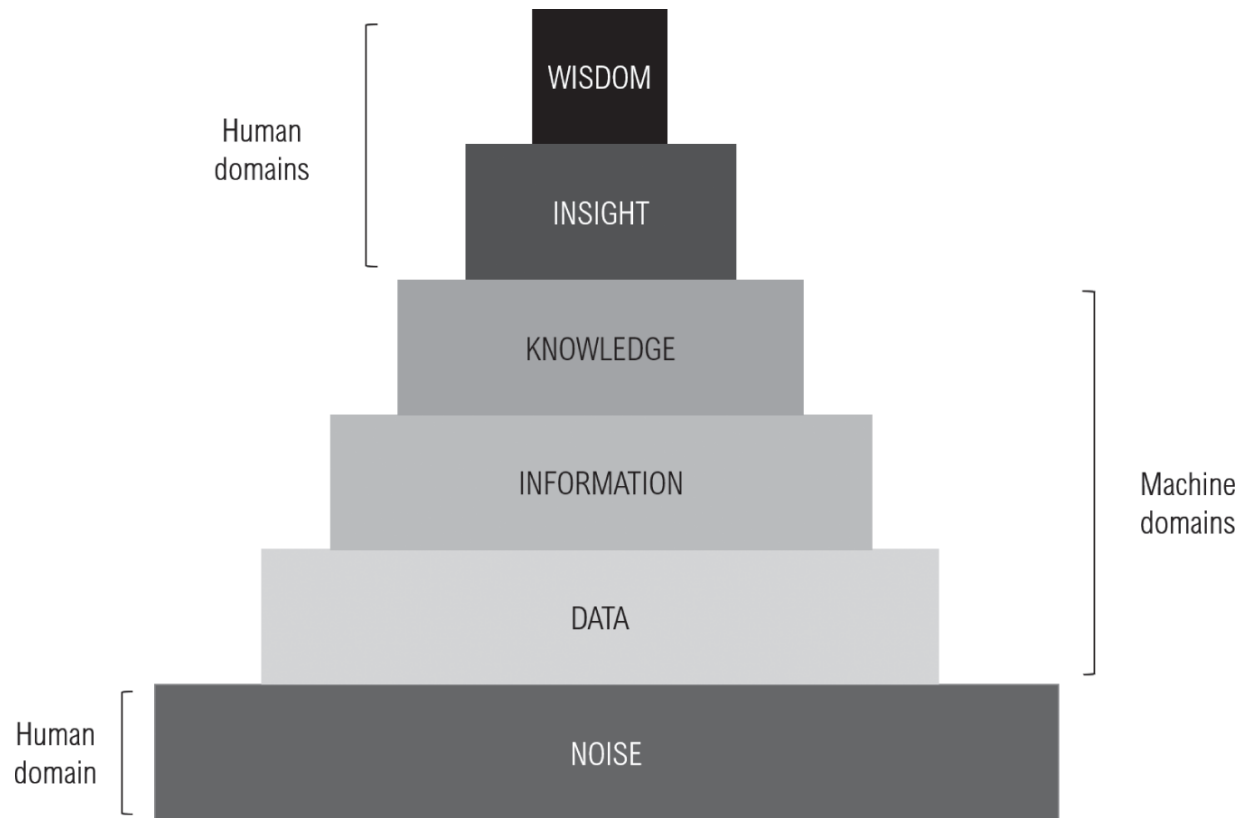 WISDOM
Human
domains
INSIGHT
KNOWLEDGE
INFORMATION
Machine
domains
DATA
Human
domain
NOISE